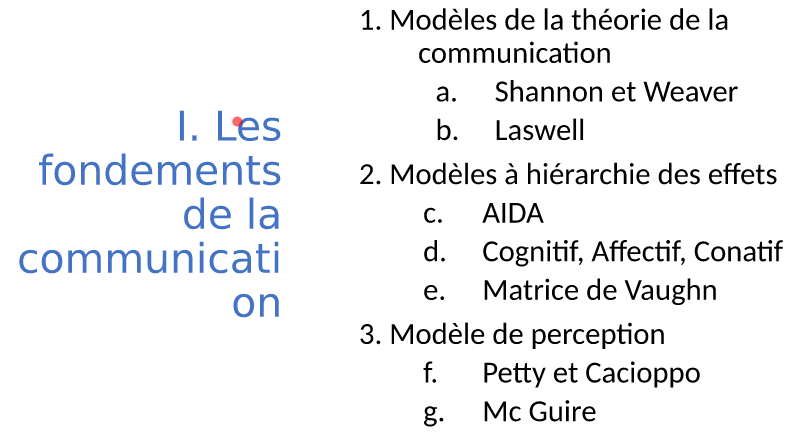 I. Les
fondements
de la
communicati
on
1. Modèles de la théorie de la
communication
a. Shannon et Weaver
b. Laswell
2. Modèles à hiérarchie des effets
c. AIDA
d. Cognitif, Affectif, Conatif
e. Matrice de Vaughn
3. Modèle de perception
f. Petty et Cacioppo
g. Mc Guire